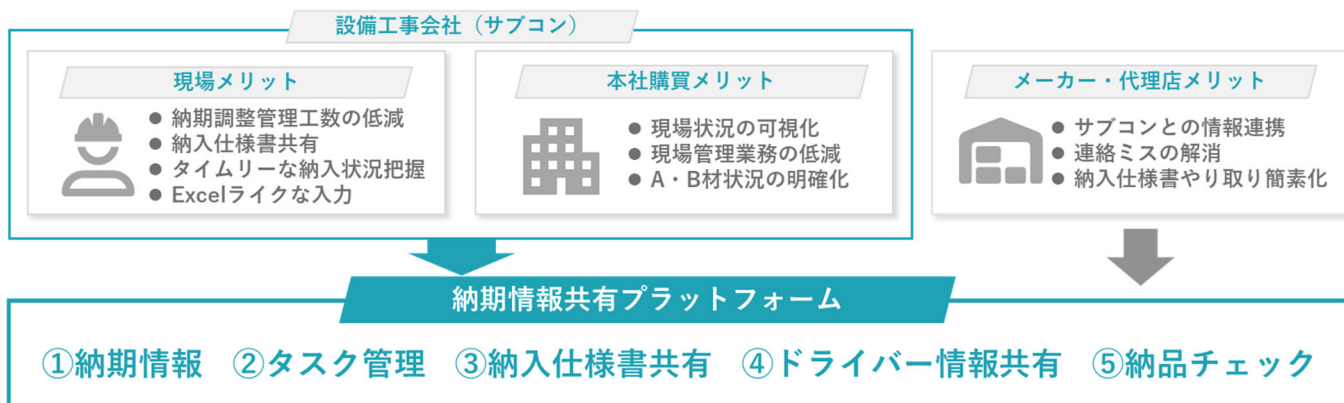 設備工事会社（サブコン）
現場メリット
● 納期調整管理工数の低減
● 納入仕様書共有
● タイムリーな納入状況把握
● Excelライクな入力
本社購買メリット
● 現場状況の可視化
● 現場管理業務の低減
● A・B材状況の明確化
メーカー・代理店メリット
● サブコンとの情報連携
● 連絡ミスの解消
● 納入仕様書やり取り簡素化
納期情報共有プラットフォーム
①納期情報 ②タスク管理 ③納入仕様書共有 ④ドライバー情報共有 ⑤納品チェック